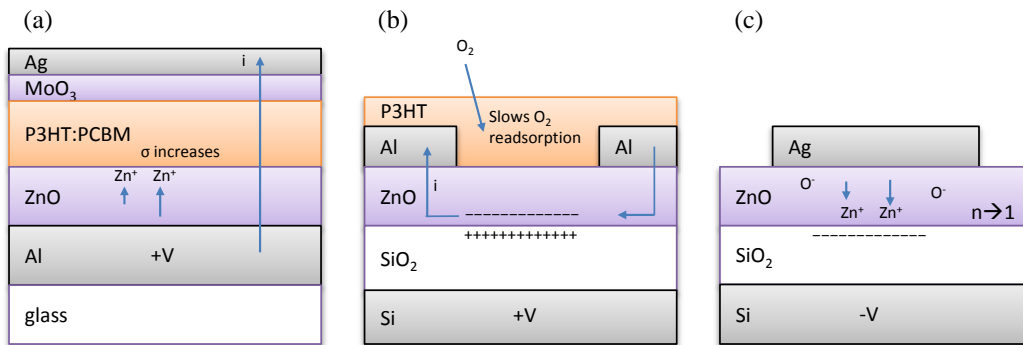 (a)
Ag
i
MoO₃
P3HT:PCBM
σ increases
Zn⁺ Zn⁺
ZnO
Al +V
glass
(b)
O₂
P3HT
Slows O₂
readsorption
Al Al
i
ZnO
−−−−−−−−−−−−−
+++++++++++++
SiO₂
Si +V
(c)
Ag
ZnO O⁻ O⁻
Zn⁺ Zn⁺ n→1
−−−−−−−−−−−−−
SiO₂
Si -V